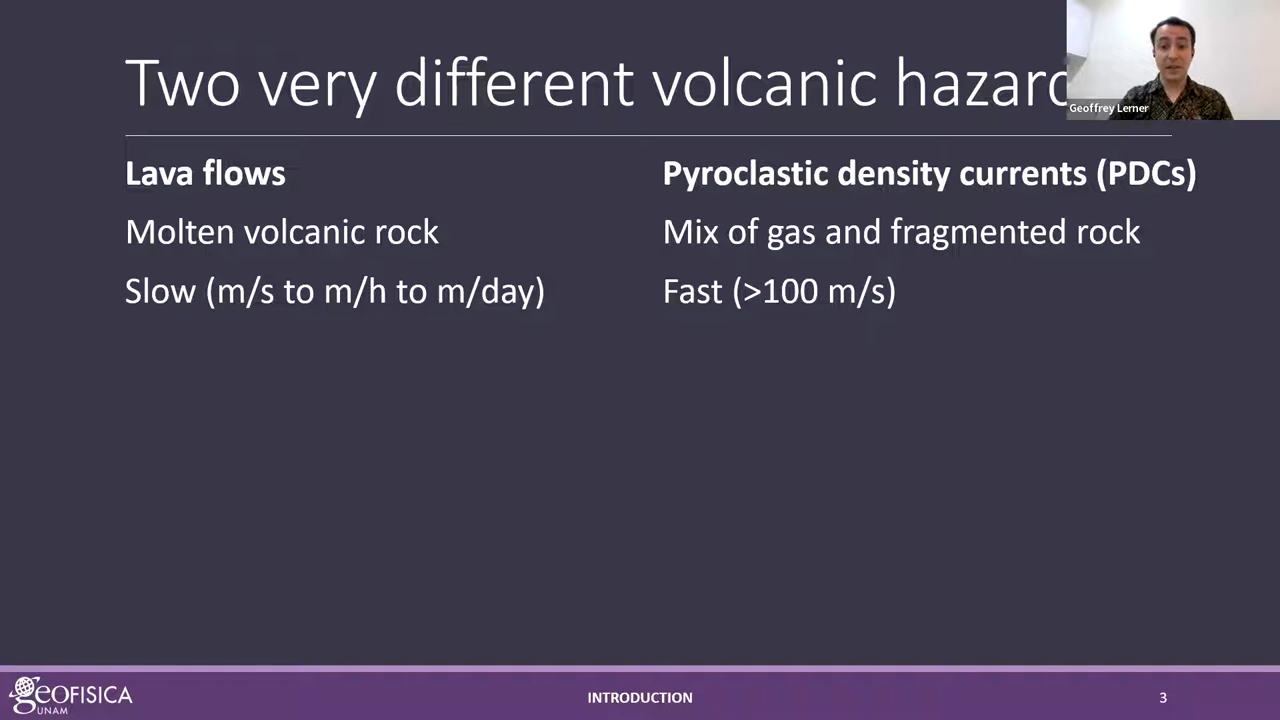 Two very different volcanic hazard
Geoffrey Lerner
Lava flows
Molten volcanic rock
Slow (m/s to m/h to m/day)
Pyroclastic density currents (PDCs)
Mix of gas and fragmented rock
Fast (>100 m/s)
geOFISICA
UNAM
INTRODUCTION
3